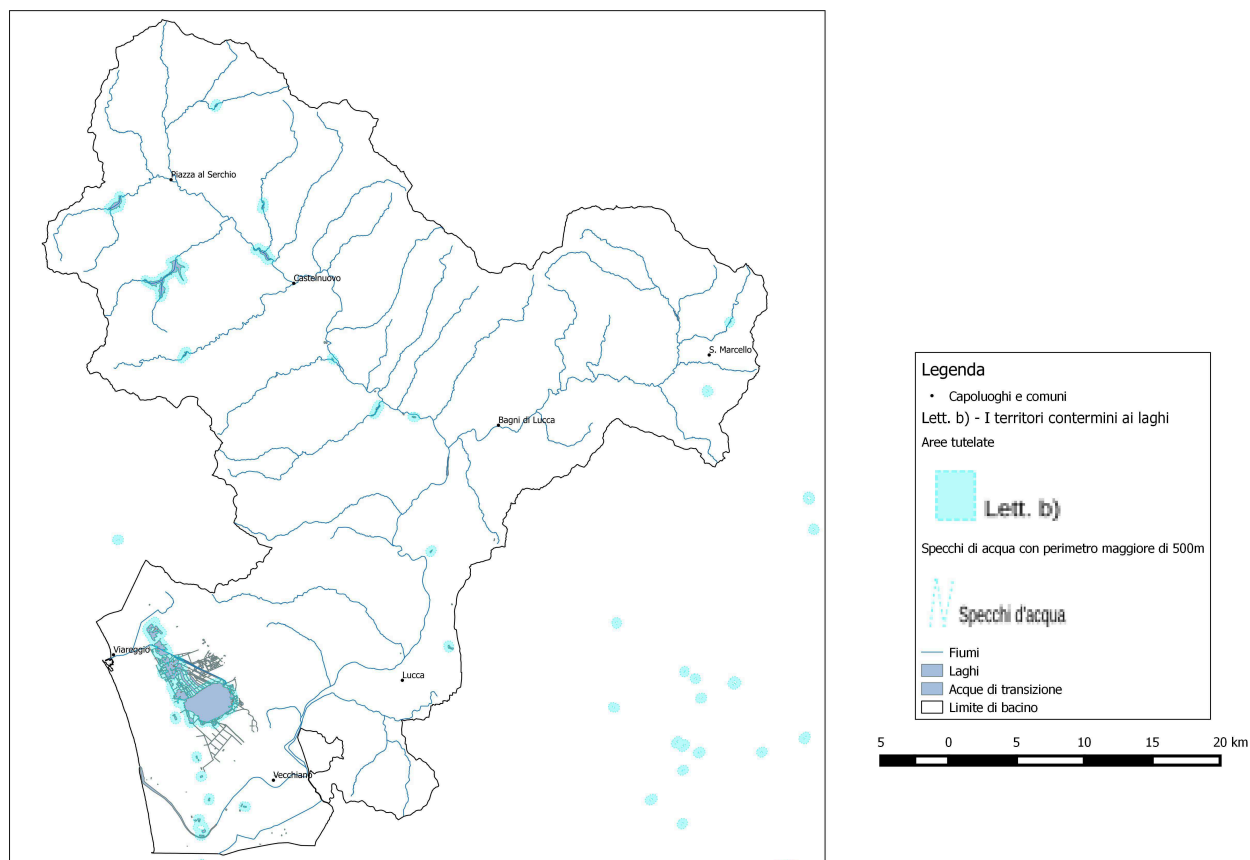 Piazza al Serchio
Castelnuovo
S. Marcello
Bagni di Lucca
Viareggio
Lucca
Vecchiano
Legenda
Capoluoghi e comuni
Lett. b) - I territori contermini ai laghi
Aree tutelate
Lett. b)
Specchi di acqua con perimetro maggiore di 500m
Specchi d'acqua
Fiumi
Laghi
Acque di transizione
Limite di bacino
5 0 5 10 15 20 km